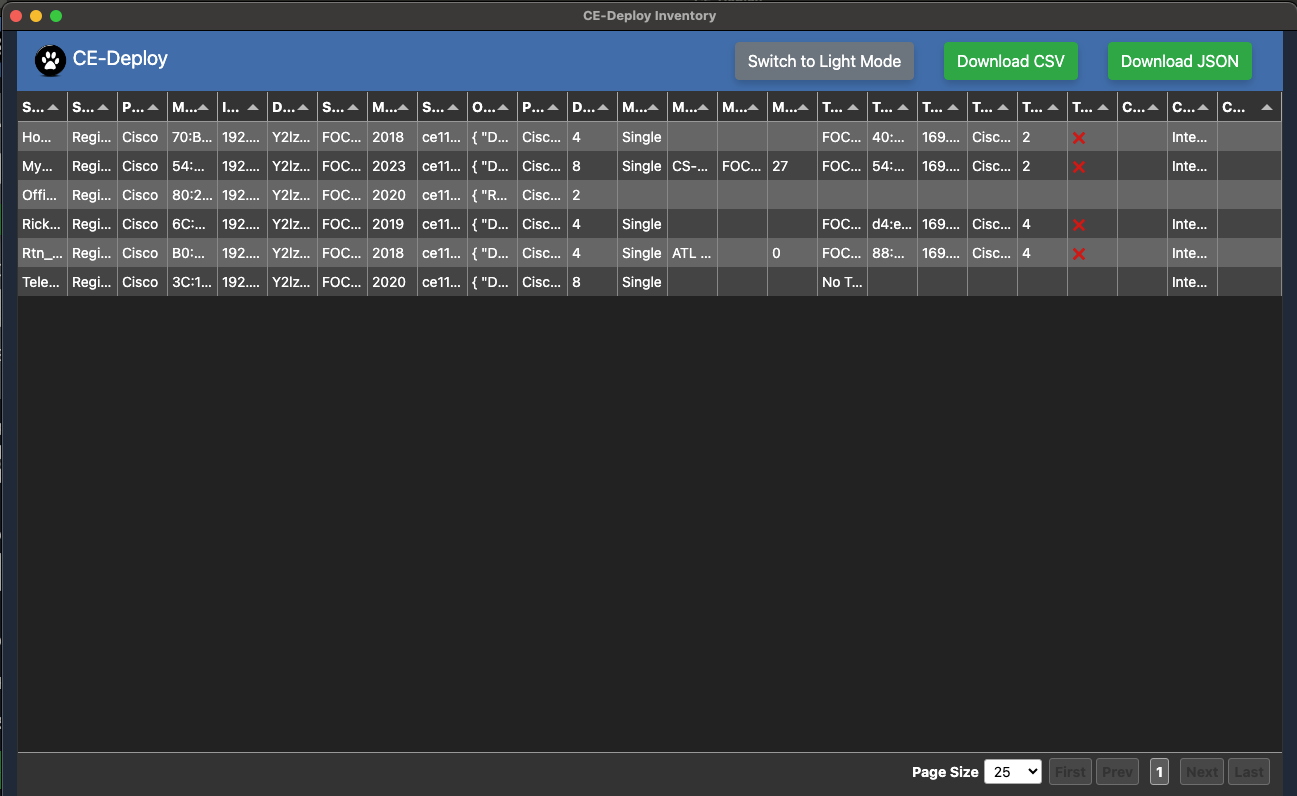 CE-Deploy Inventory
CE-Deploy Switch to Light Mode Download CSV Download JSON
S... S... P... M... I... D... S... M... S... O... P... D... M... M... M... M... T... T... T... T... T... T... C... C... C...
Ho... Regi... Cisco 70:B... 192.... Y2lz... FOC... 2018 ce11... { "D... Cisc... 4 Single FOC... 40:... 169.... Cisc... 2 ❌ Inte...
My... Regi... Cisco 54:... 192.... Y2lz... FOC... 2023 ce11... { "D... Cisc... 8 Single CS-... FOC... 27 FOC... 54:... 169.... Cisc... 2 ❌ Inte...
Offi... Regi... Cisco 80:2... 192.... Y2lz... FOC... 2020 ce11... { "R... Cisc... 2
Rick... Regi... Cisco 6C:... 192.... Y2lz... FOC... 2019 ce11... { "D... Cisc... 4 Single FOC... d4:e... 169.... Cisc... 4 ❌ Inte...
Rtn_... Regi... Cisco B0:... 192.... Y2lz... FOC... 2018 ce11... { "D... Cisc... 4 Single ATL ... 0 FOC... 88:... 169.... Cisc... 4 ❌ Inte...
Tele... Regi... Cisco 3C:1... 192.... Y2lz... FOC... 2020 ce11... { "D... Cisc... 8 Single No T... Inte...
Page Size 25 First Prev 1 Next Last